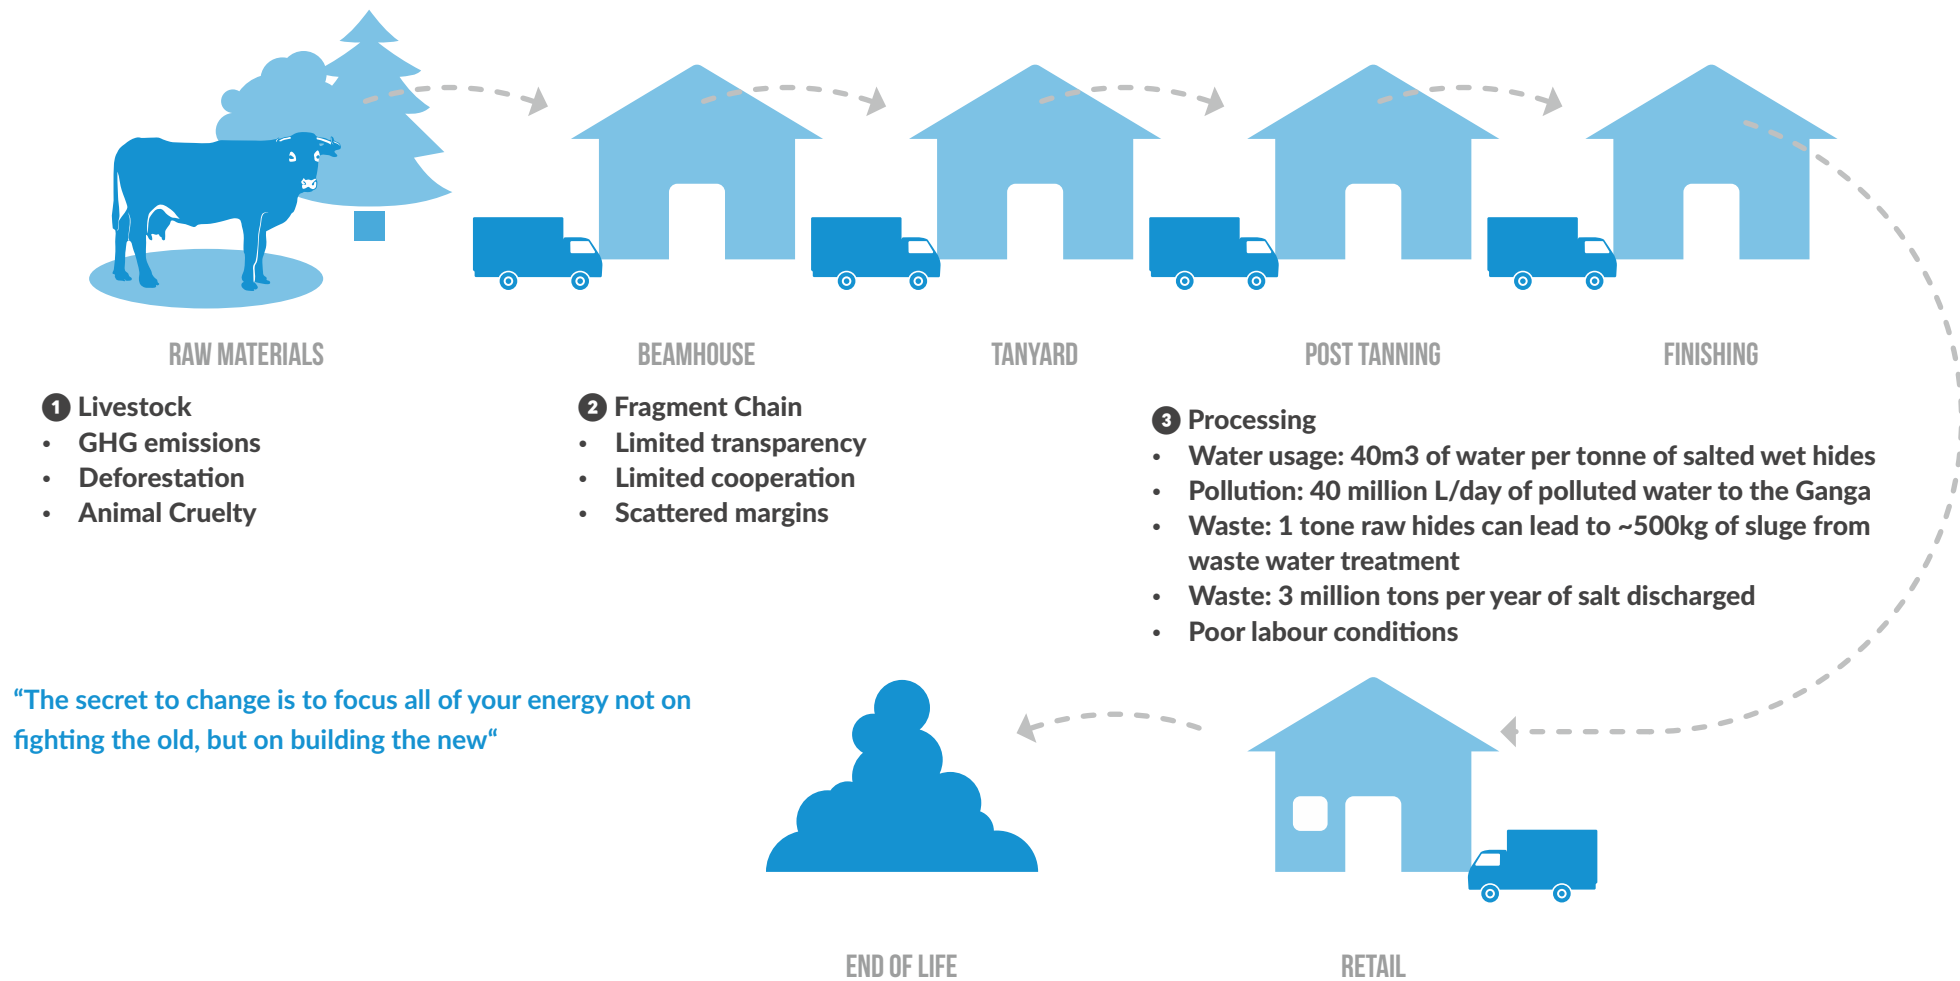 RAW MATERIALS
BEAMHOUSE
TANYARD
POST TANNING
FINISHING
1 Livestock
• GHG emissions
• Deforestation
• Animal Cruelty
2 Fragment Chain
• Limited transparency
• Limited cooperation
• Scattered margins
3 Processing
• Water usage: 40m3 of water per tonne of salted wet hides
• Pollution: 40 million L/day of polluted water to the Ganga
• Waste: 1 tone raw hides can lead to ~500kg of sluge from
waste water treatment
• Waste: 3 million tons per year of salt discharged
• Poor labour conditions
“The secret to change is to focus all of your energy not on
fighting the old, but on building the new“
END OF LIFE
RETAIL